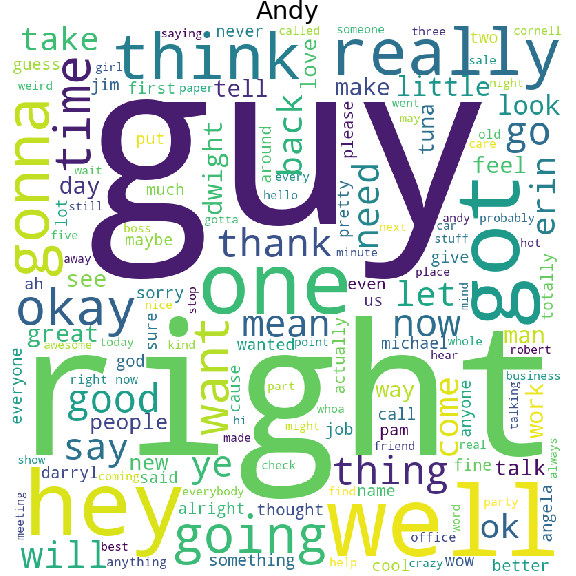 Andy
saying never called someone three cornell
take think really two
guess girl sale
weird jim first paper tell love make little night look
time guy went may
put back please tuna old go
wait day dwight around care feel
lot much every need erin
still hello pretty
five boss maybe gotta andy probably
gonna thank next car stuff got
away minute give hot totally
ah see one place
okay sorry stop even us let mind
nice mean now man
great sure kind wanted point michael whole
awesome today actually hear robert
everyone god right want way business
right now cause part come anyone work
good whoa call talking
people hi might job pam
say made friend real always
show darryl new ye check thing fine talk
coming said everybody find name party
hey alright thought well word angela
meeting going office ok
will best something help wow
anything cool crazy better